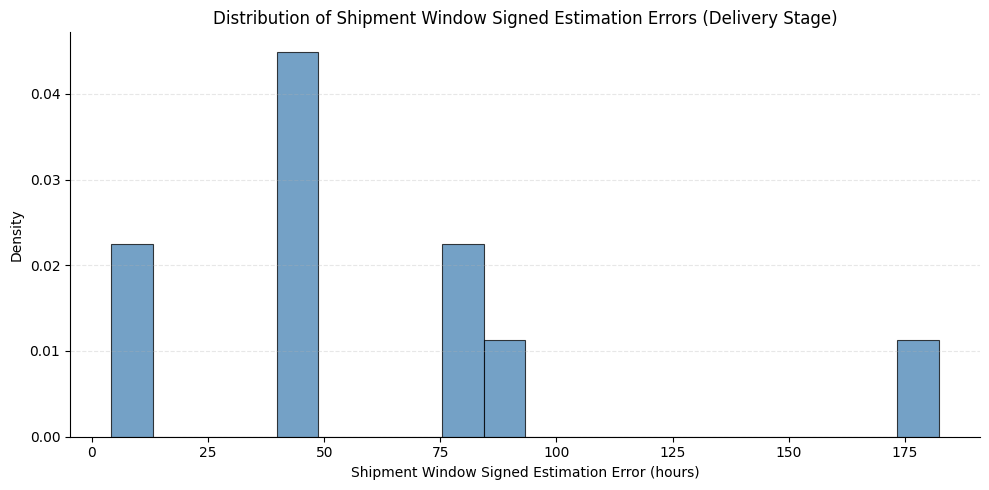 Distribution of Shipment Window Signed Estimation Errors (Delivery Stage)
Density
0.04
0.03
0.02
0.01
0.00
0 25 50 75 100 125 150 175
Shipment Window Signed Estimation Error (hours)